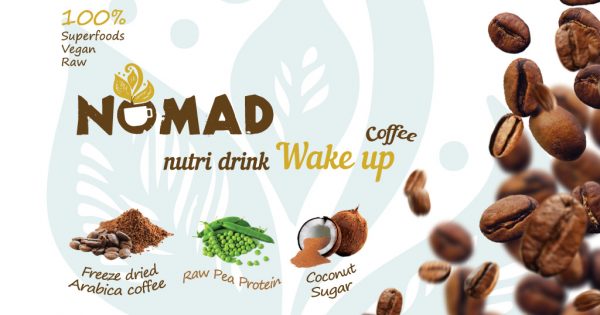 100%
Superfoods
Vegan
Raw
NOMAD
nutri drink Wake up Coffee
Freeze dried
Arabica coffee
Raw Pea Protein
Coconut
Sugar